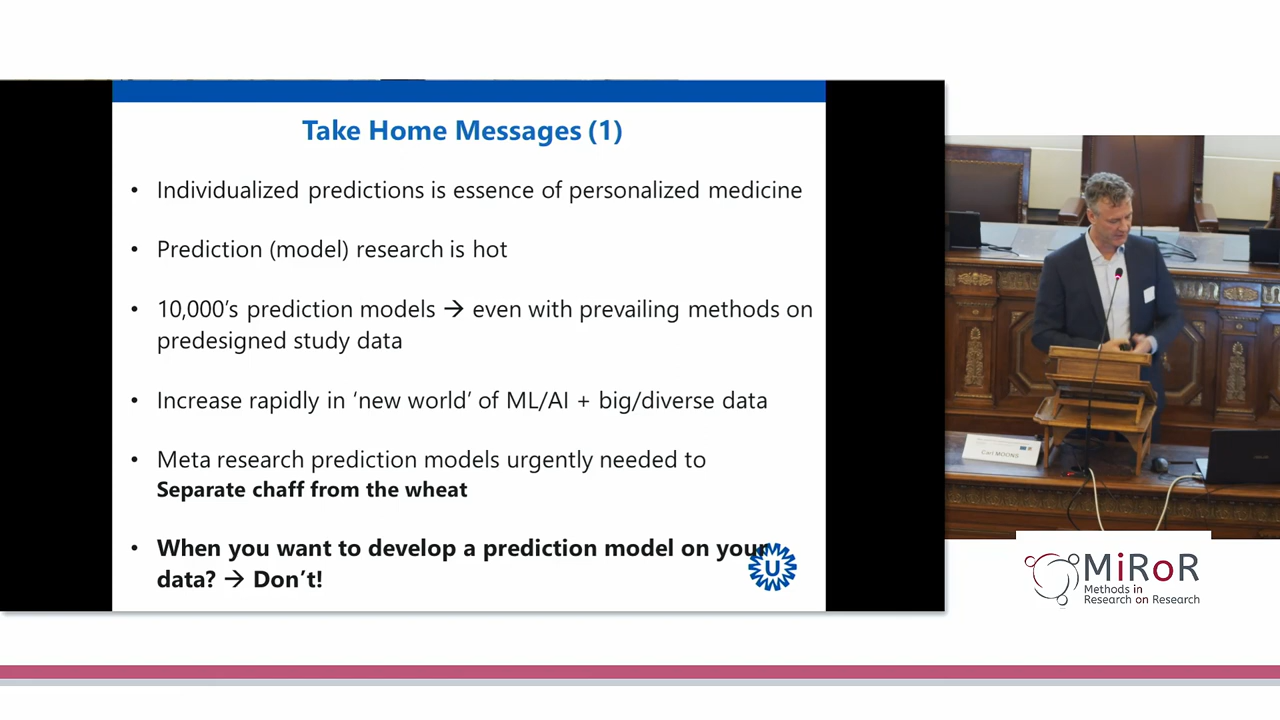 Take Home Messages (1)
• Individualized predictions is essence of personalized medicine
• Prediction (model) research is hot
• 10,000’s prediction models → even with prevailing methods on
predesigned study data
• Increase rapidly in ‘new world’ of ML/AI + big/diverse data
• Meta research prediction models urgently needed to
Separate chaff from the wheat
• When you want to develop a prediction model on your
data? → Don’t!
U
Carl MOONS
MiRoR
Methods in
Research on Research